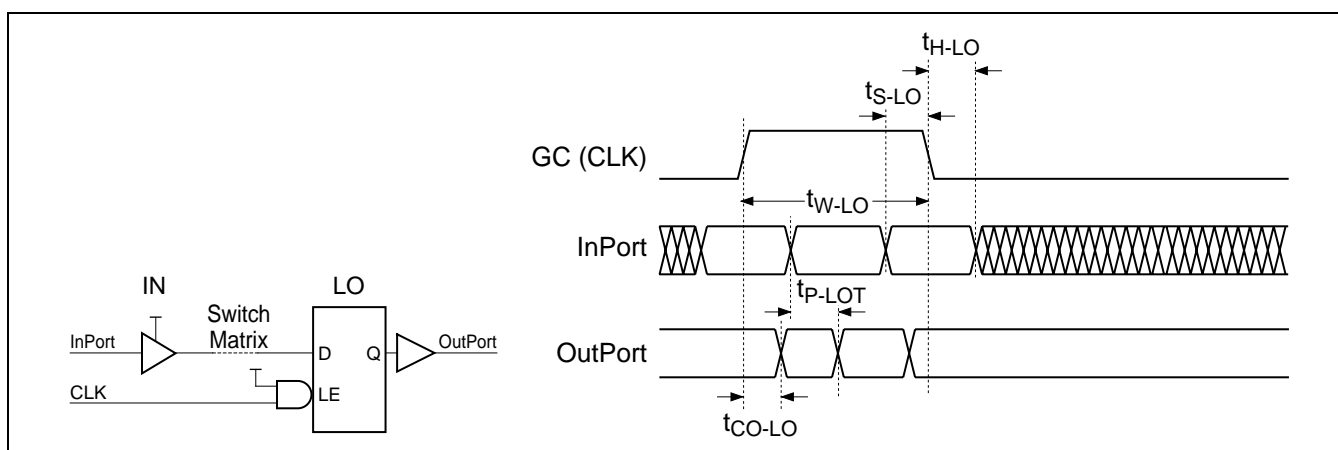 IN
LO
Switch
Matrix
InPort
D
Q
OutPort
CLK
LE
tH-LO
tS-LO
GC (CLK)
tW-LO
InPort
tP-LOT
OutPort
tCO-LO